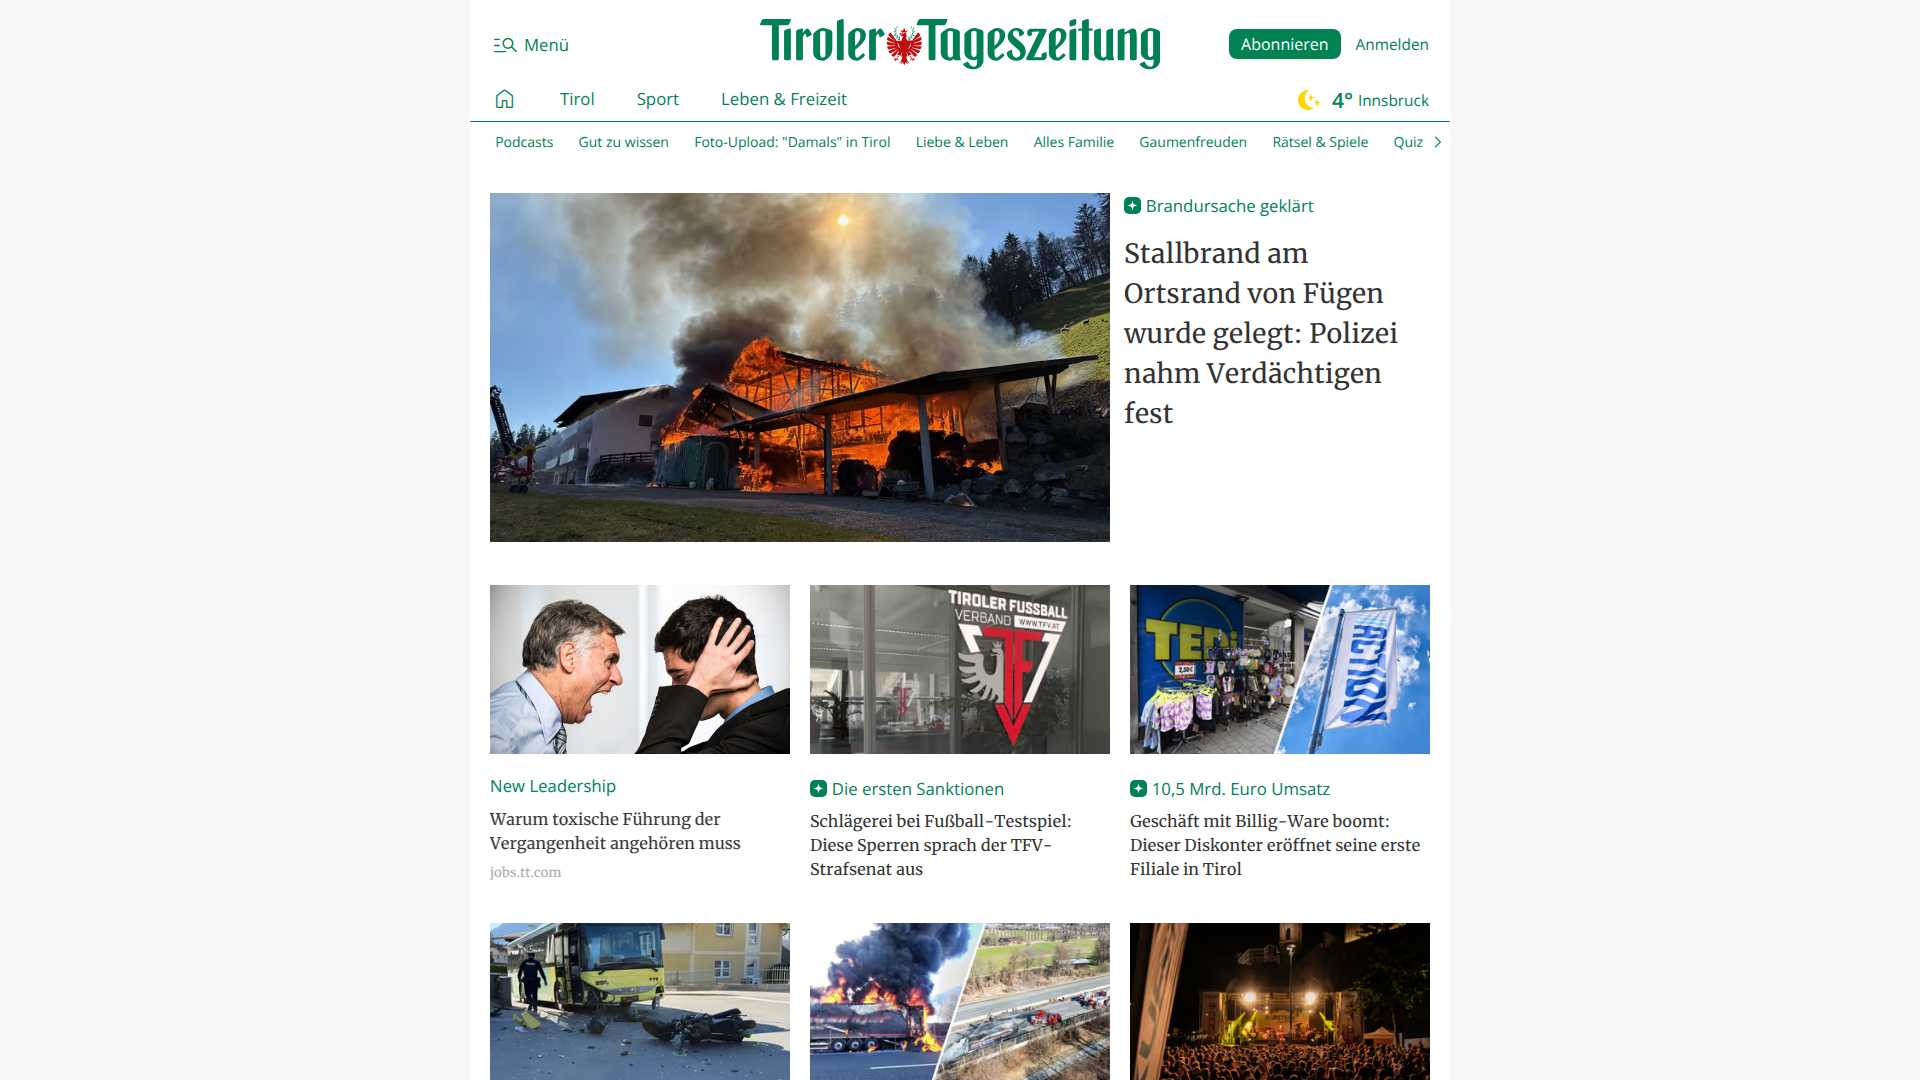 Menü
Tiroler Tageszeitung
Abonnieren
Anmelden
Tirol
Sport
Leben & Freizeit
4° Innsbruck
Podcasts
Gut zu wissen
Foto-Upload: "Damals" in Tirol
Liebe & Leben
Alles Familie
Gaumenfreuden
Rätsel & Spiele
Quiz
Brandursache geklärt
Stallbrand am
Ortsrand von Fügen
wurde gelegt: Polizei
nahm Verdächtigen
fest
TIROLER FUSSBALL
VERBAND WWW.TFV.AT
TF
TEDi
2,50€
ACTION
New Leadership
Warum toxische Führung der
Vergangenheit angehören muss
jobs.tt.com
Die ersten Sanktionen
Schlägerei bei Fußball-Testspiel:
Diese Sperren sprach der TFV-
Strafsenat aus
10,5 Mrd. Euro Umsatz
Geschäft mit Billig-Ware boomt:
Dieser Diskonter eröffnet seine erste
Filiale in Tirol